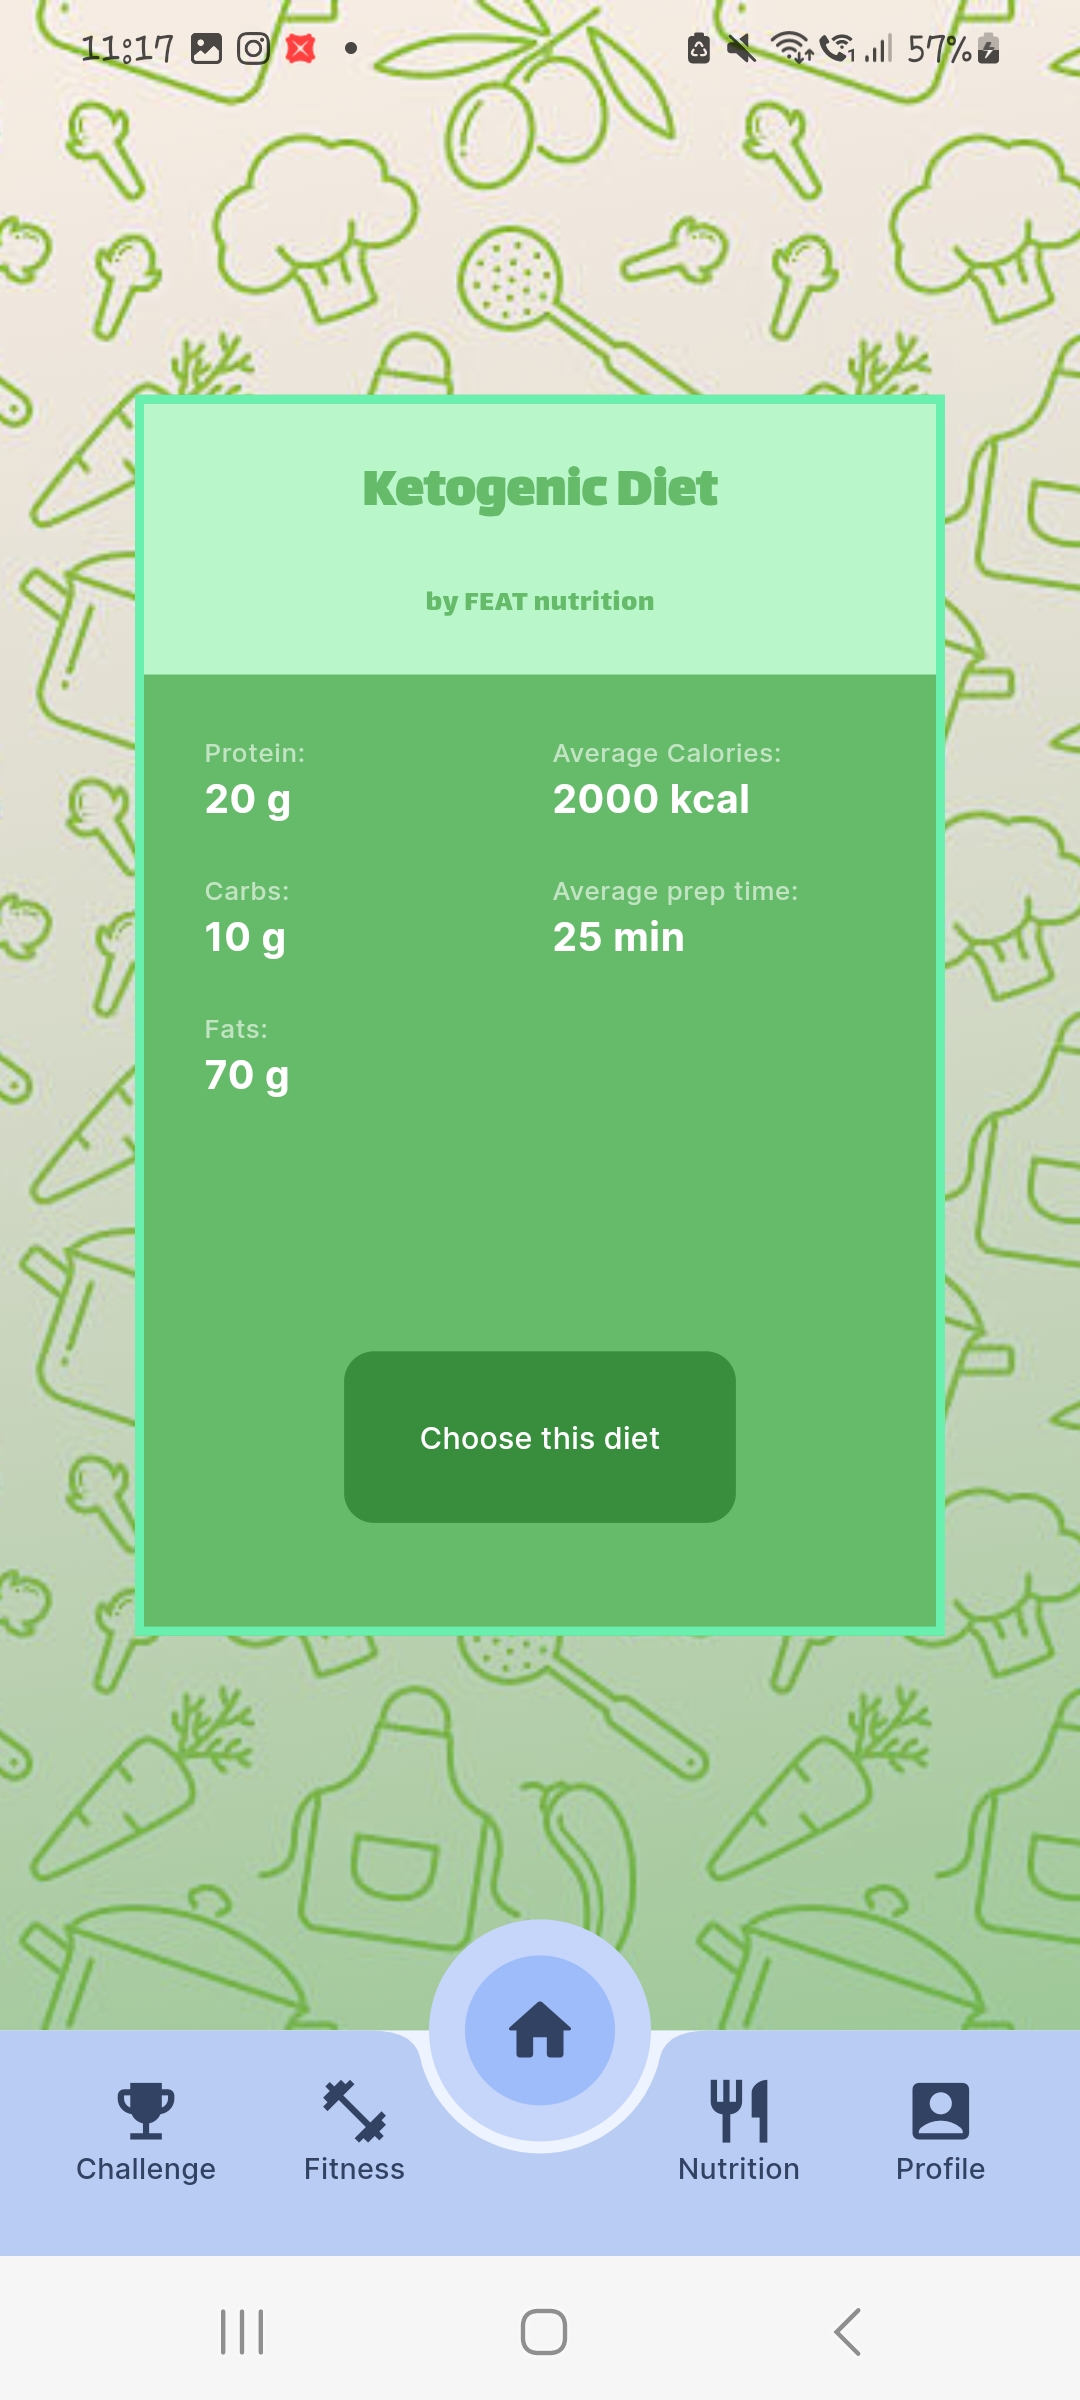 11:17 57%
Ketogenic Diet
by FEAT nutrition
Protein: Average Calories:
20 g 2000 kcal
Carbs: Average prep time:
10 g 25 min
Fats:
70 g
Choose this diet
Challenge Fitness Nutrition Profile